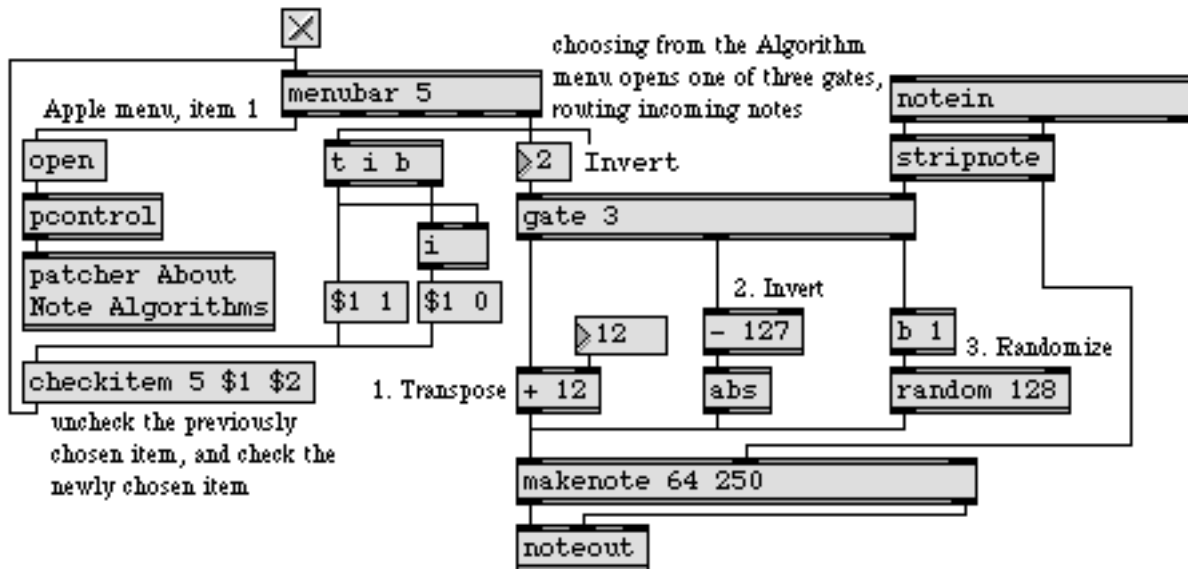 choosing from the Algorithm
menu opens one of three gates,
routing incoming notes
menubar 5
notein
Apple menu, item 1
open
t i b
2
Invert
stripnote
pcontrol
gate 3
i
patcher About
Note Algorithms
$1 1
$1 0
2. Invert
12
- 127
b 1
3. Randomize
checkitem 5 $1 $2
1. Transpose
+ 12
abs
random 128
uncheck the previously
chosen item, and check the
newly chosen item
makenote 64 250
noteout